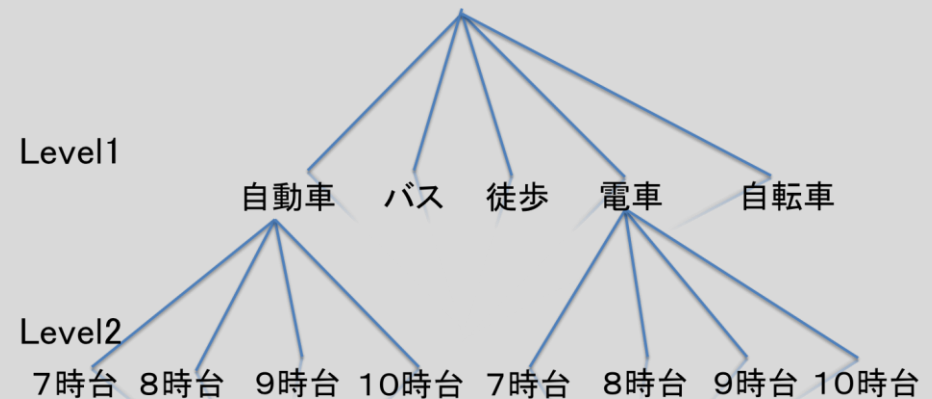 Level1
自動車 バス 徒歩 電車 自転車
Level2
7時台 8時台 9時台 10時台 7時台 8時台 9時台 10時台